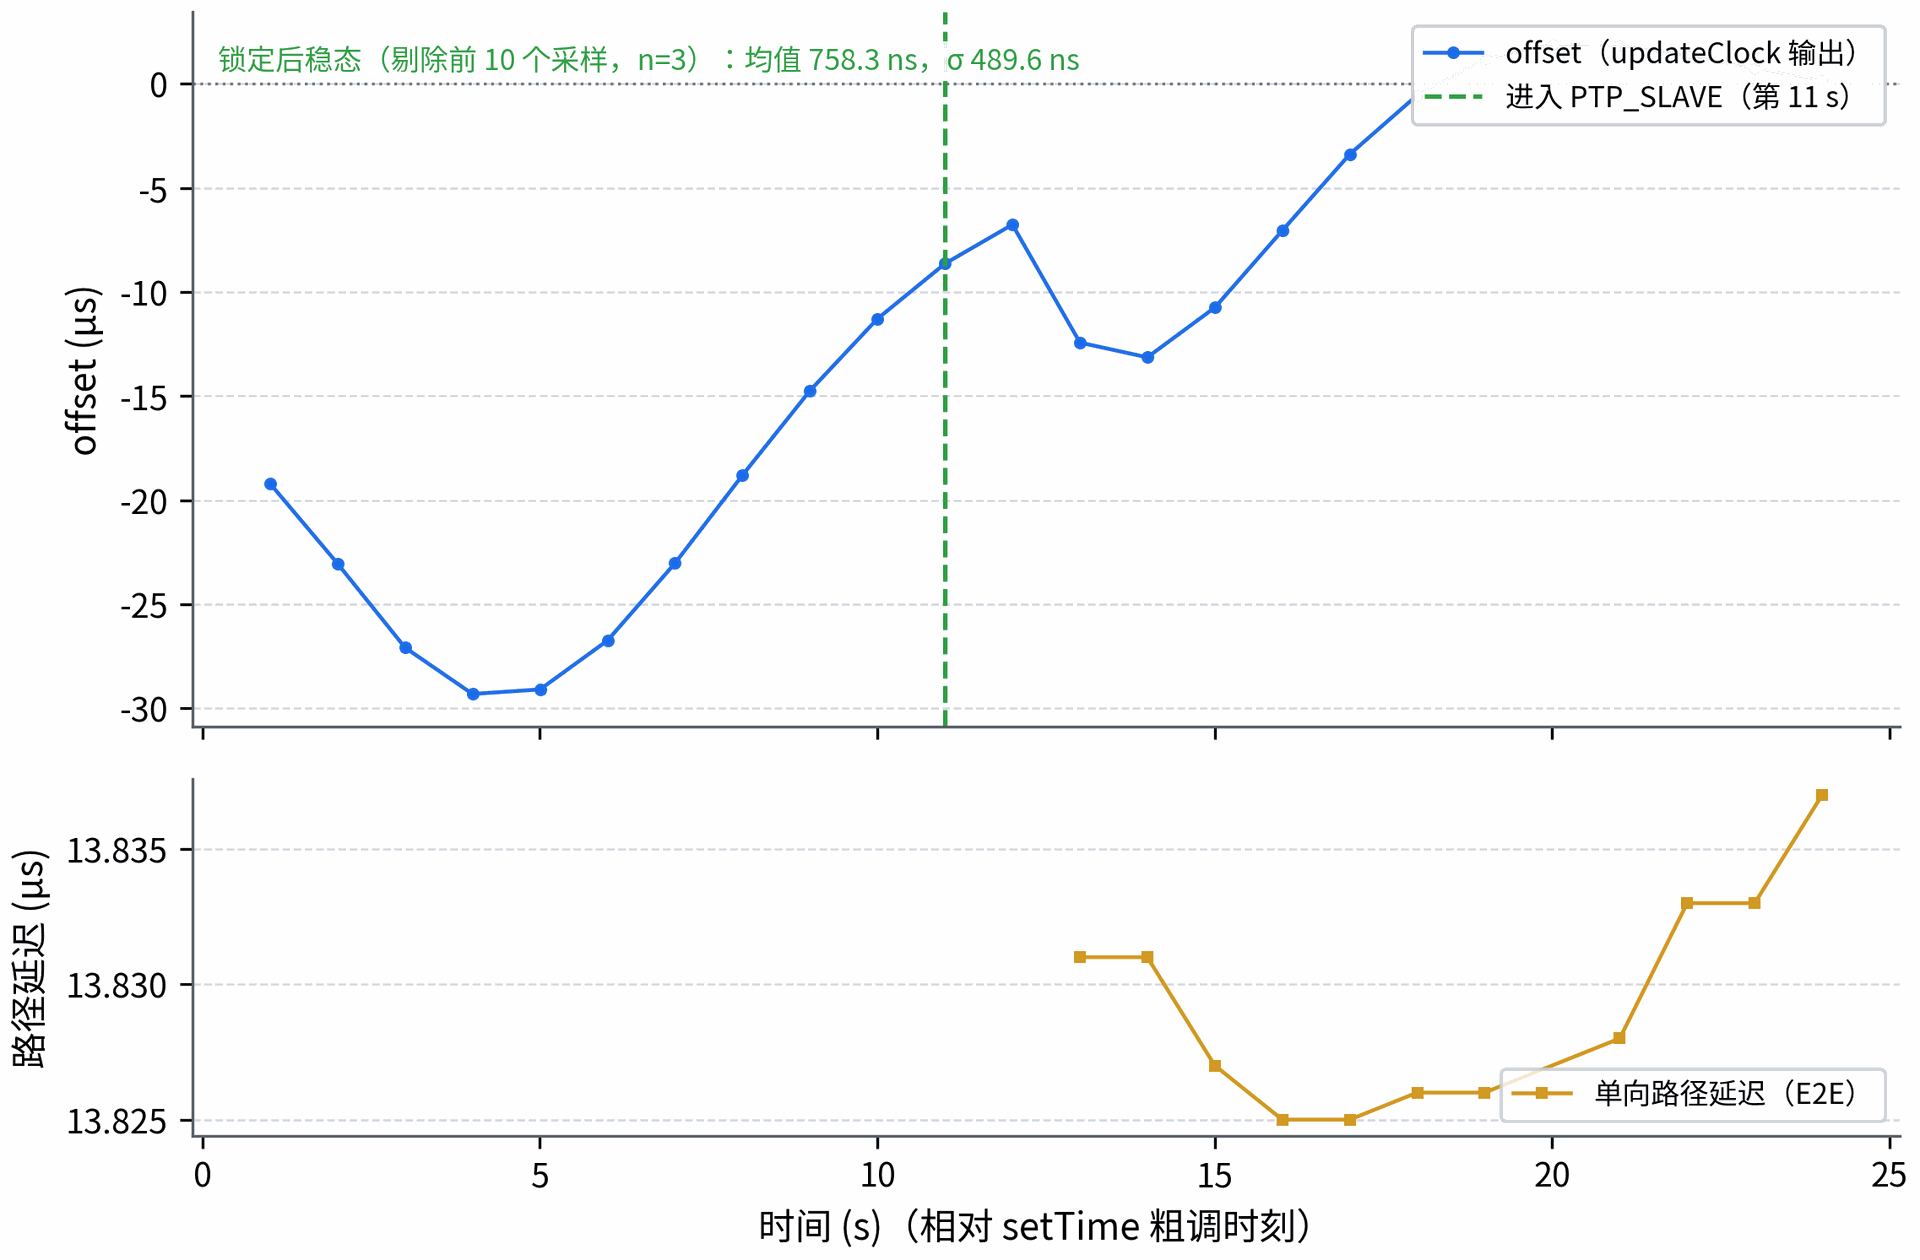 锁定后稳态（剔除前 10 个采样，n=3）：均值 758.3 ns，σ 489.6 ns
offset（updateClock 输出）
进入 PTP_SLAVE（第 11 s）
0
-5
-10
-15
-20
-25
-30
offset (µs)
13.835
13.830
13.825
路径延迟 (µs)
单向路径延迟（E2E）
0 5 10 15 20 25
时间 (s)（相对 setTime 粗调时刻）